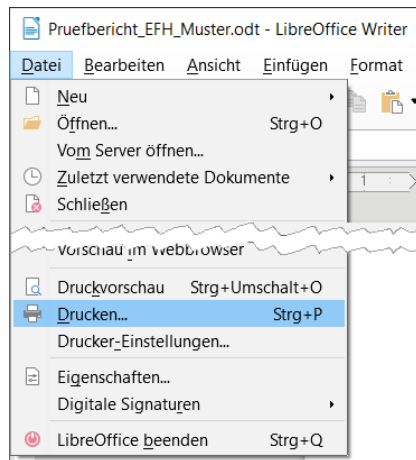 Pruefbericht_EFH_Muster.odt - LibreOffice Writer
Datei Bearbeiten Ansicht Einfügen Format
Neu
Öffnen... Strg+O
Vom Server öffnen...
Zuletzt verwendete Dokumente 1
Schließen
Vorschau im Webbrowser
Druckvorschau Strg+Umschalt+O
Drucken... Strg+P
Drucker-Einstellungen...
Eigenschaften...
Digitale Signaturen
LibreOffice beenden Strg+Q